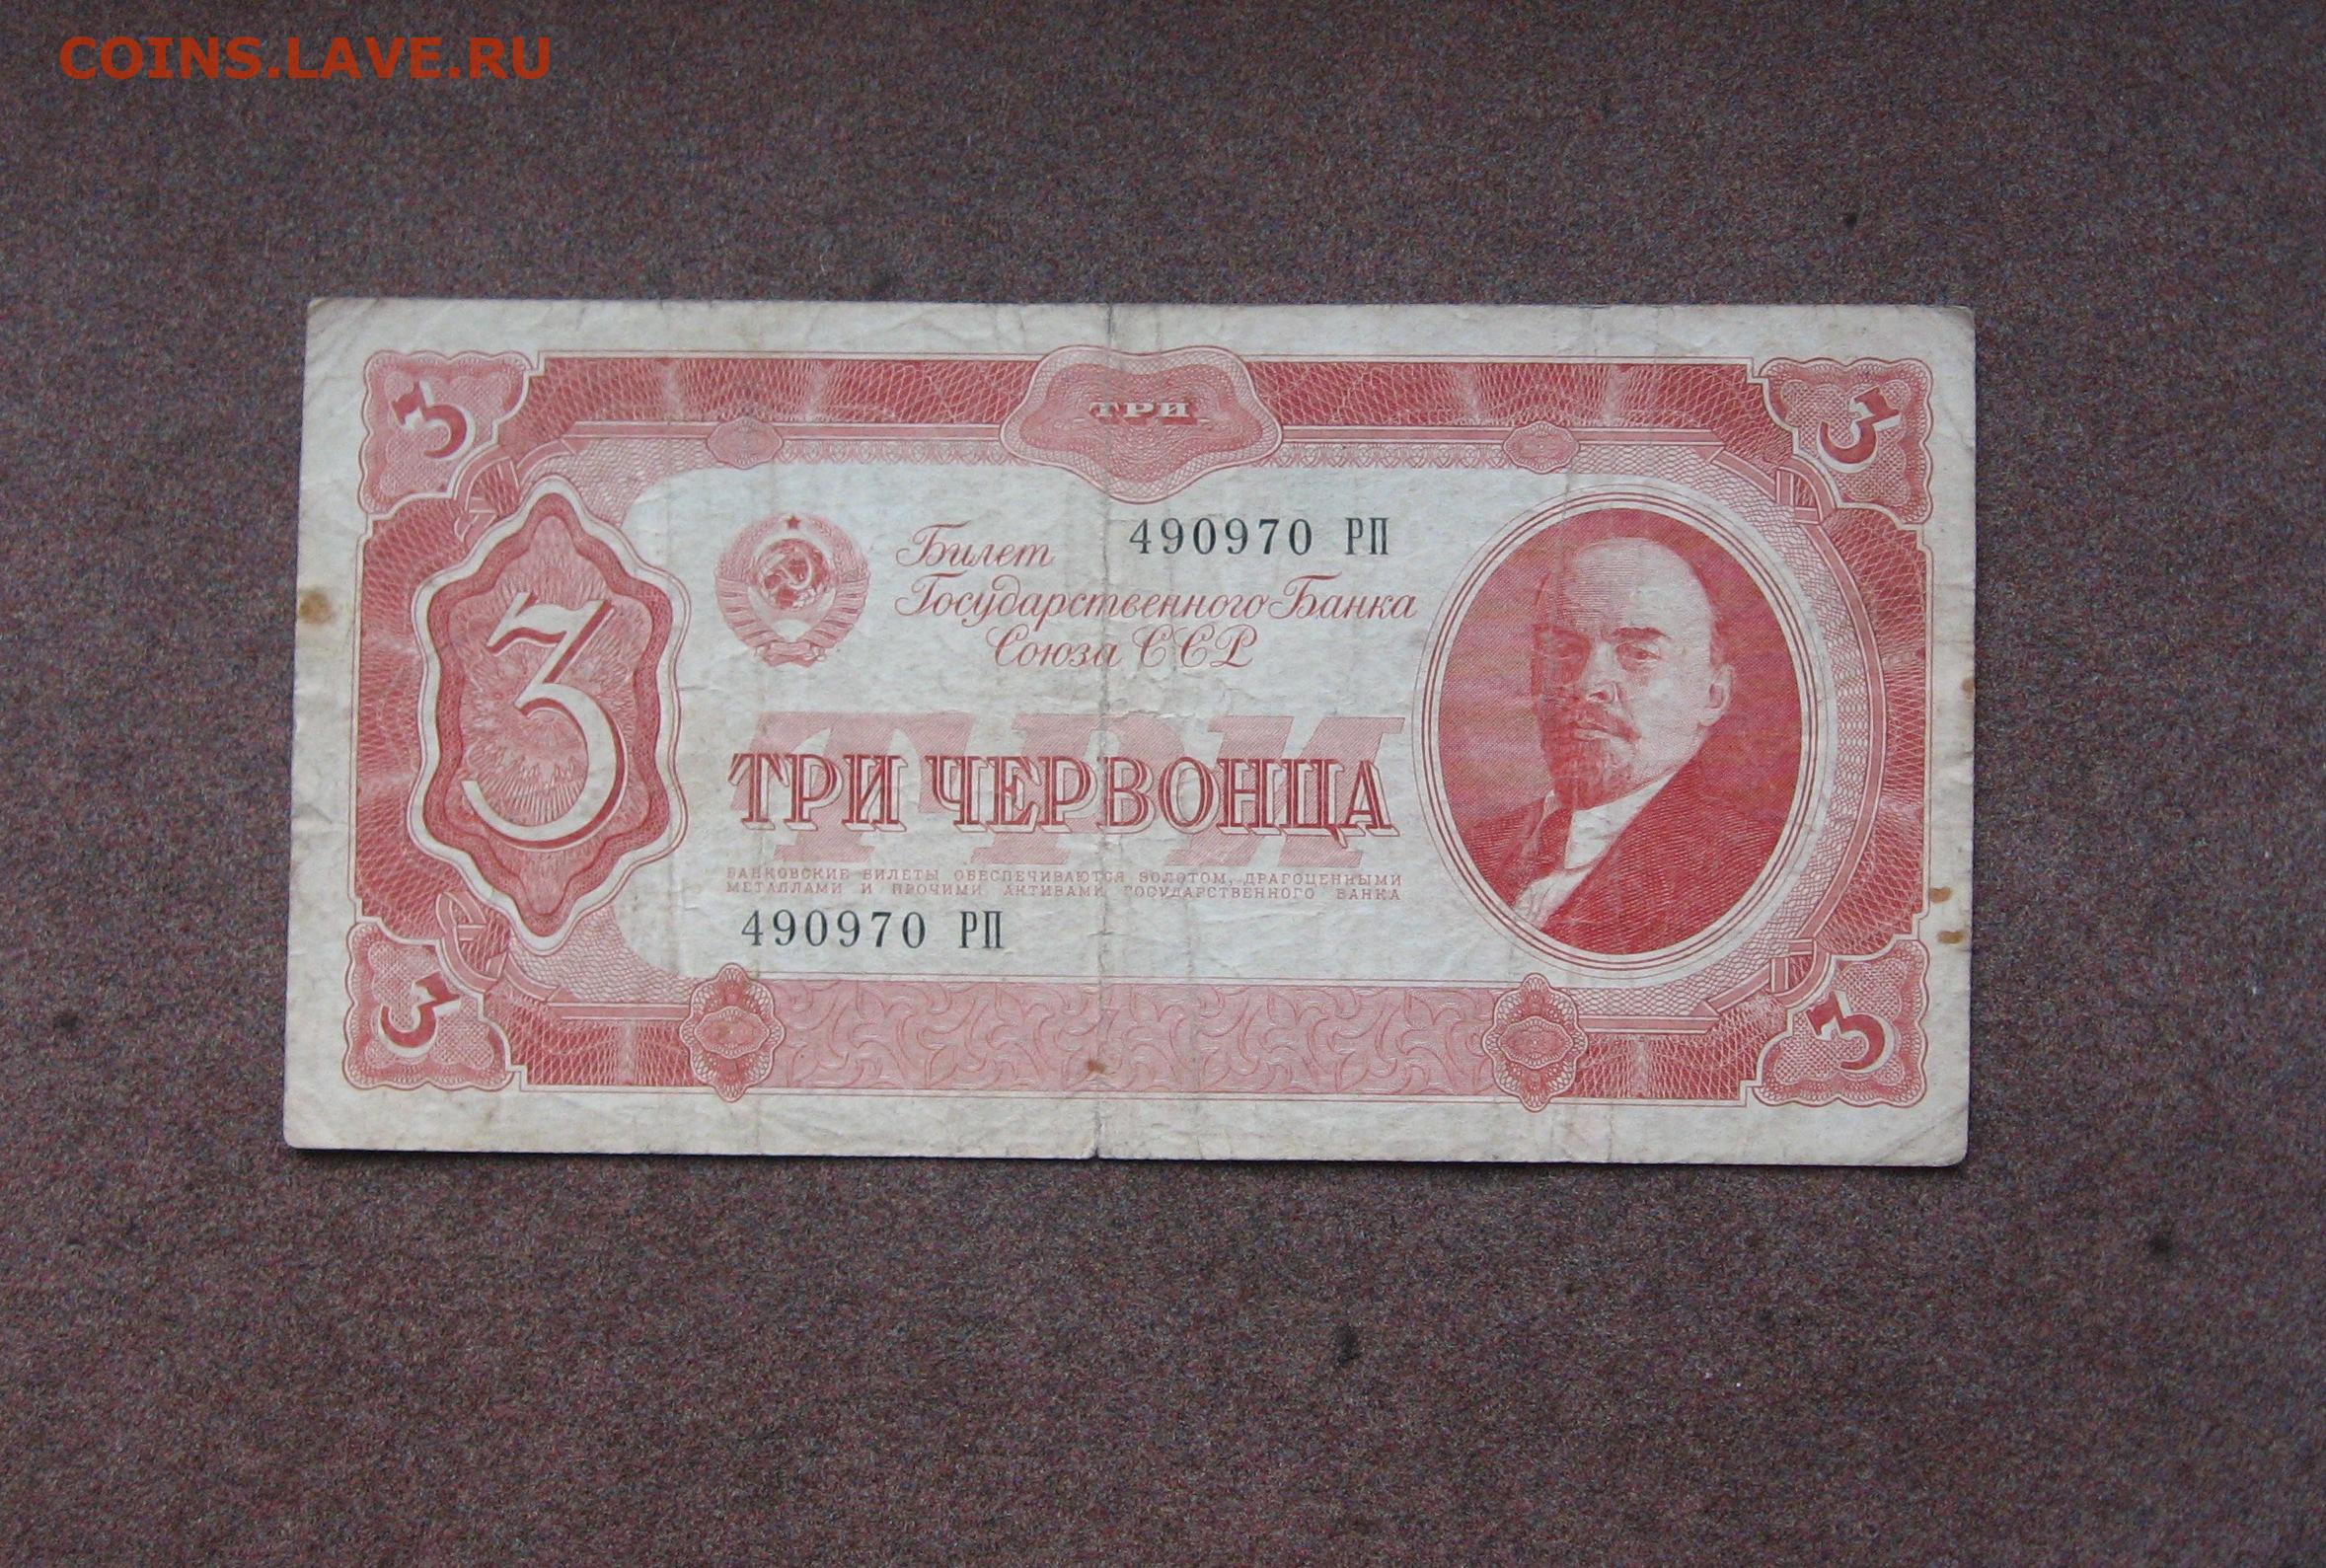 COINS.LAVE.RU
3
ТРИ
3
Билет
490970 РП
Государственного Банка
Союза ССР
3
ТРИ
ТРИ ЧЕРВОНЦА
БАНКОВСКИЕ БИЛЕТЫ ОБЕСПЕЧИВАЮТСЯ ЗОЛОТОМ, ДРАГОЦЕННЫМИ
МЕТАЛЛАМИ И ПРОЧИМИ АКТИВАМИ ГОСУДАРСТВЕННОГО БАНКА
490970 РП
3
3